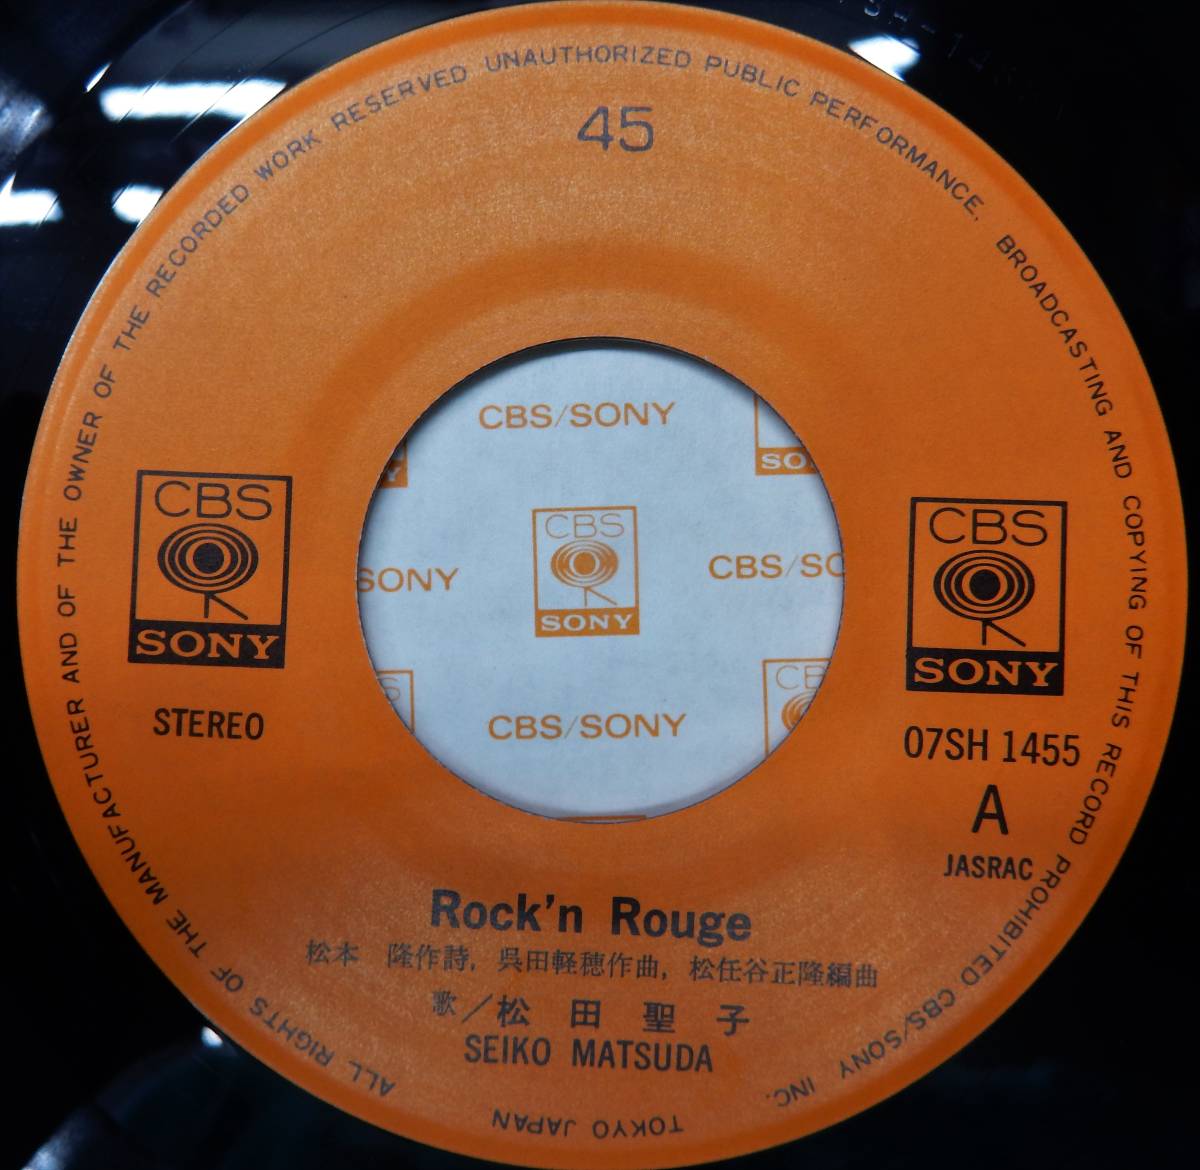 45
ALL RIGHTS OF THE MANUFACTURER AND OF THE OWNER OF THE RECORDED WORK RESERVED UNAUTHORIZED PUBLIC PERFORMANCE, BROADCASTING AND COPYING OF THIS RECORD PROHIBITED CBS/SONY INC.
TOKYO JAPAN
CBS
SONY
STEREO
CBS/SONY
SO
CBS
SONY
SONY
CBS/SO
CBS/SONY
CBS
CBS
SONY
07SH 1455
A
JASRAC
Rock'n Rouge
松本 隆作詩, 呉田軽穂作曲, 松任谷正隆編曲
歌／松田聖子
SEIKO MATSUDA